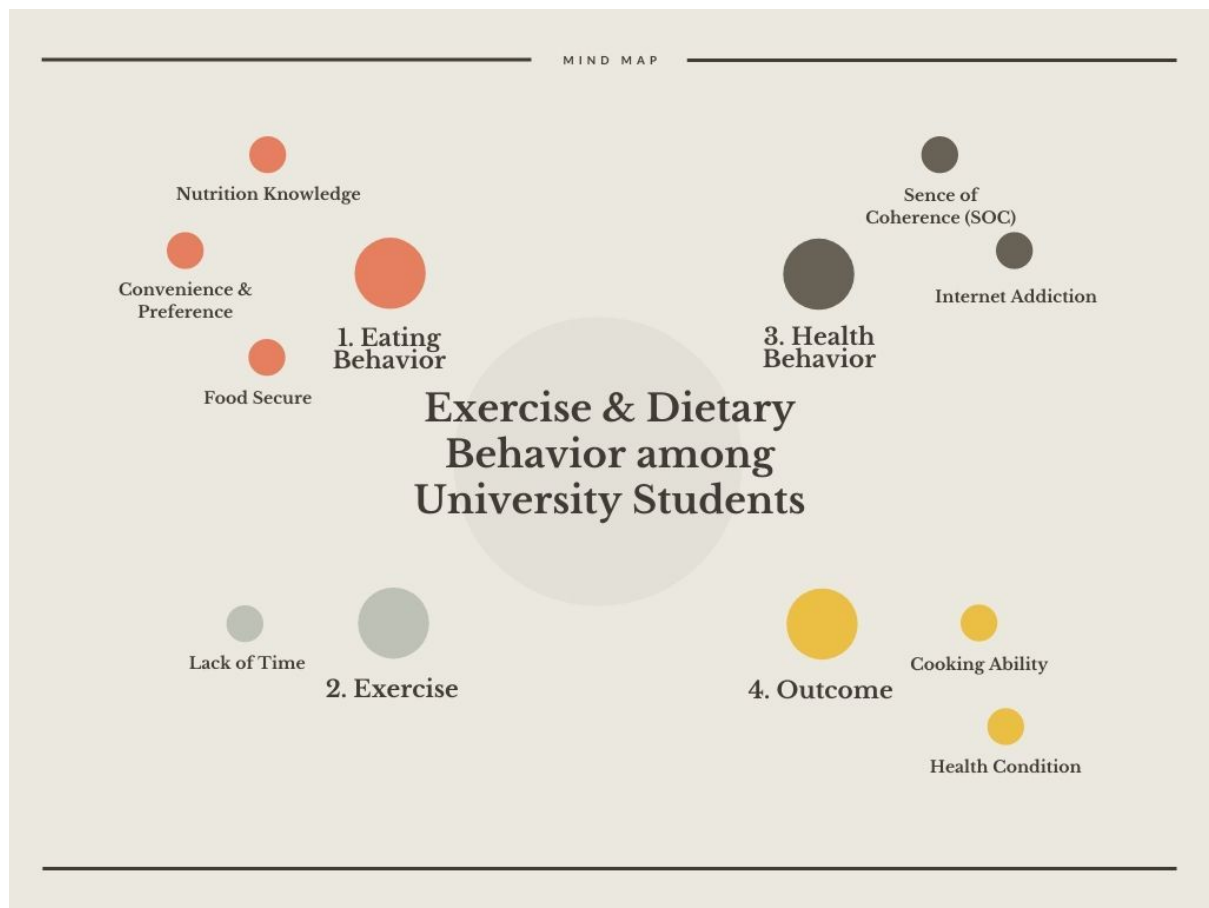 MIND MAP
Nutrition Knowledge
Convenience &
Preference
Food Secure
1. Eating
Behavior
Sence of
Coherence (SOC)
Internet Addiction
3. Health
Behavior
Exercise & Dietary
Behavior among
University Students
Lack of Time
2. Exercise
4. Outcome
Cooking Ability
Health Condition